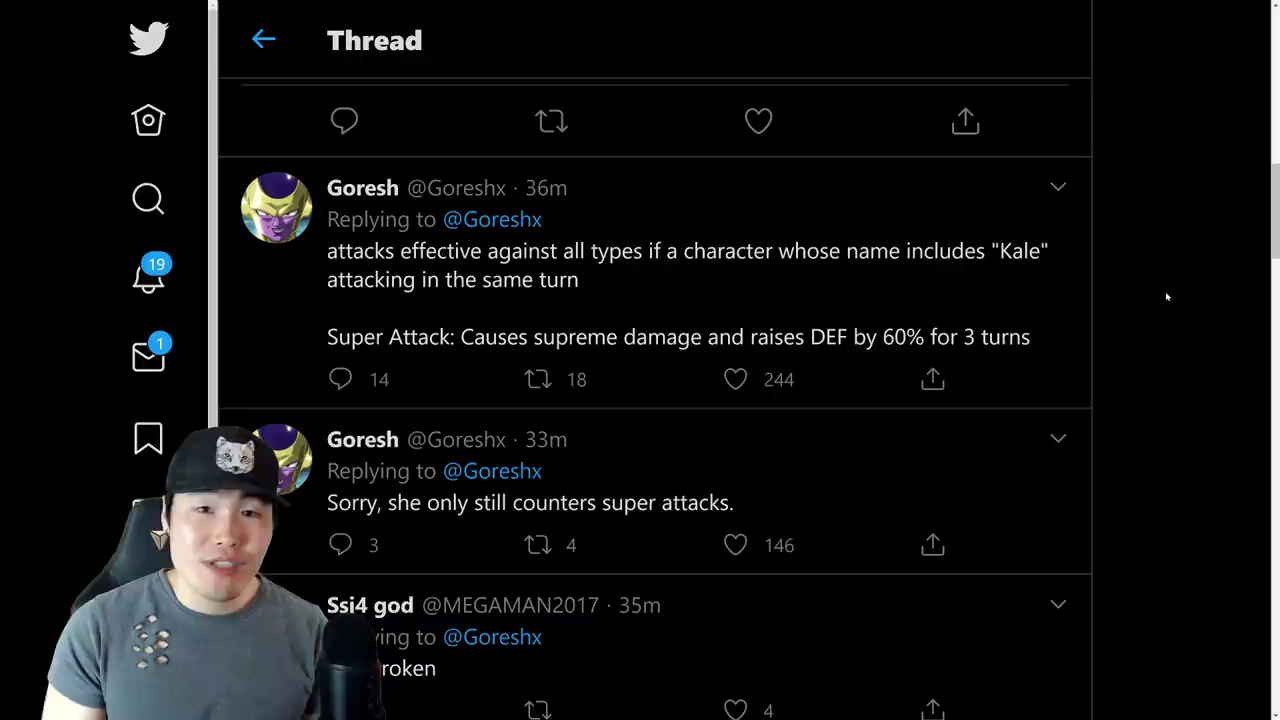 Thread
Goresh @Goreshx · 36m
Replying to @Goreshx
attacks effective against all types if a character whose name includes "Kale"
attacking in the same turn
Super Attack: Causes supreme damage and raises DEF by 60% for 3 turns
14 18 244
19
1
Goresh @Goreshx · 33m
Replying to @Goreshx
Sorry, she only still counters super attacks.
3 4 146
Ssi4 god @MEGAMAN2017 · 35m
@Goreshx
4